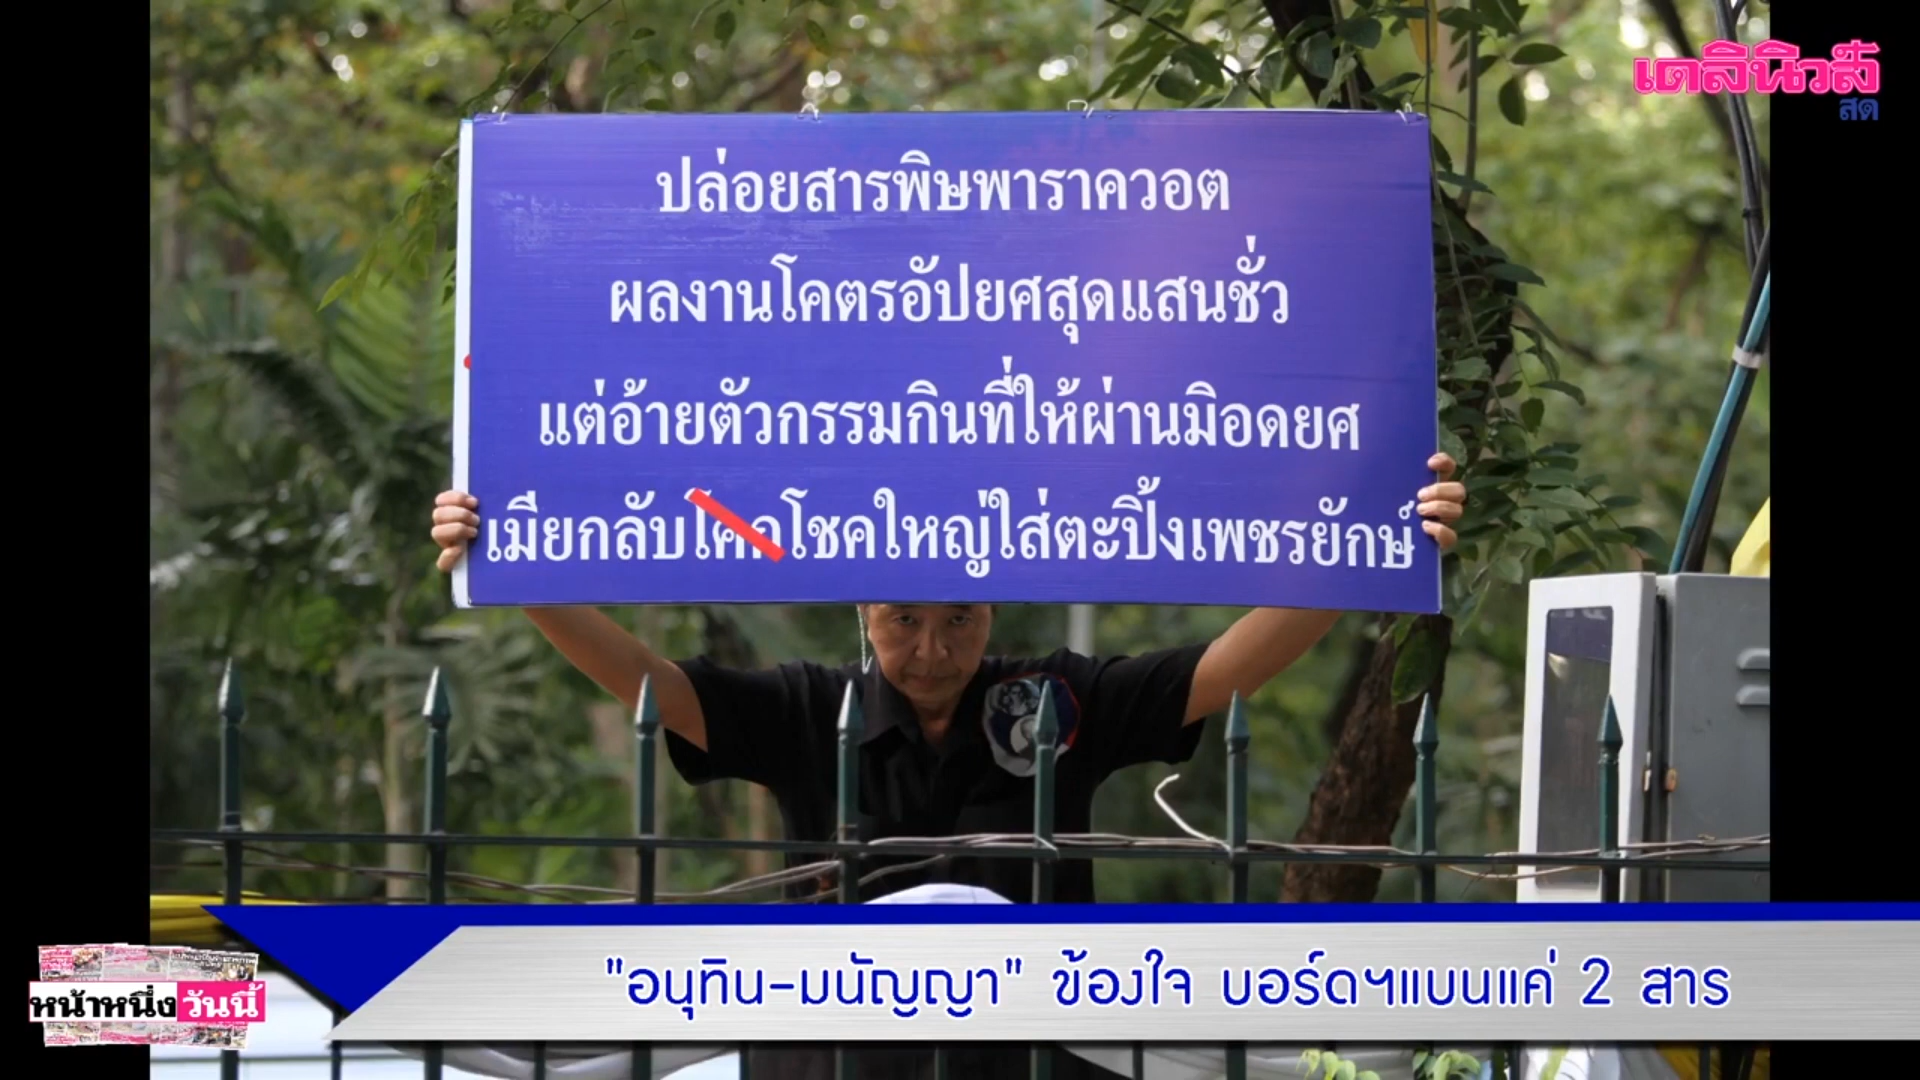 เดลินิวส์
สด
ปล่อยสารพิษพาราควอต
ผลงานโคตรอัปยศสุดแสนชั่ว
แต่อ้ายตัวกรรมกินที่ให้ผ่านมิอดยศ
เมียกลับโคตโชคใหญ่ใส่ตะปิ้งเพชรยักษ์
"อนุทิน-มนัญญา" ข้องใจ บอร์ดฯแบนแค่ 2 สาร
หน้าหนึ่งวันนี้